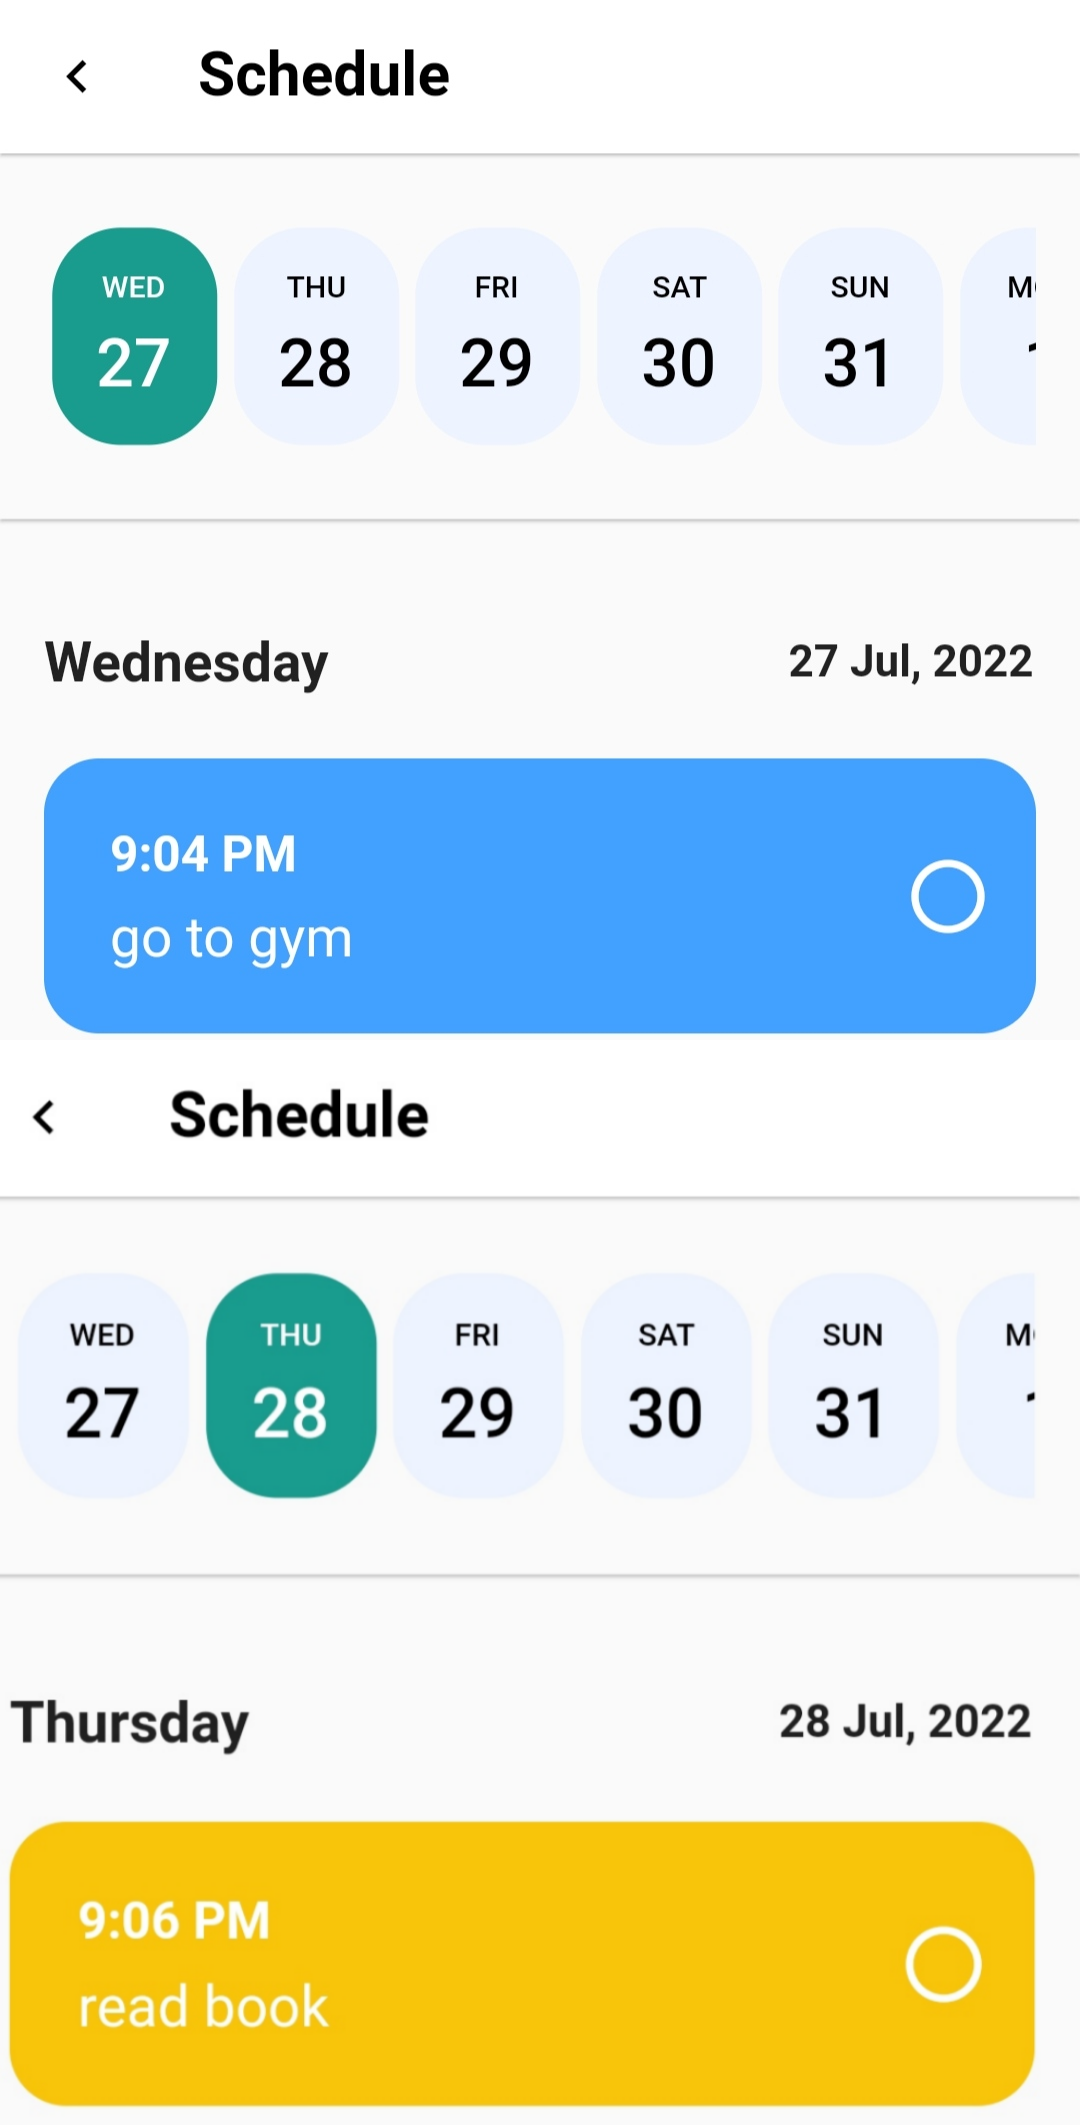 Schedule
WED THU FRI SAT SUN
27 28 29 30 31
Wednesday 27 Jul, 2022
9:04 PM
go to gym
Schedule
WED THU FRI SAT SUN
27 28 29 30 31
Thursday 28 Jul, 2022
9:06 PM
read book